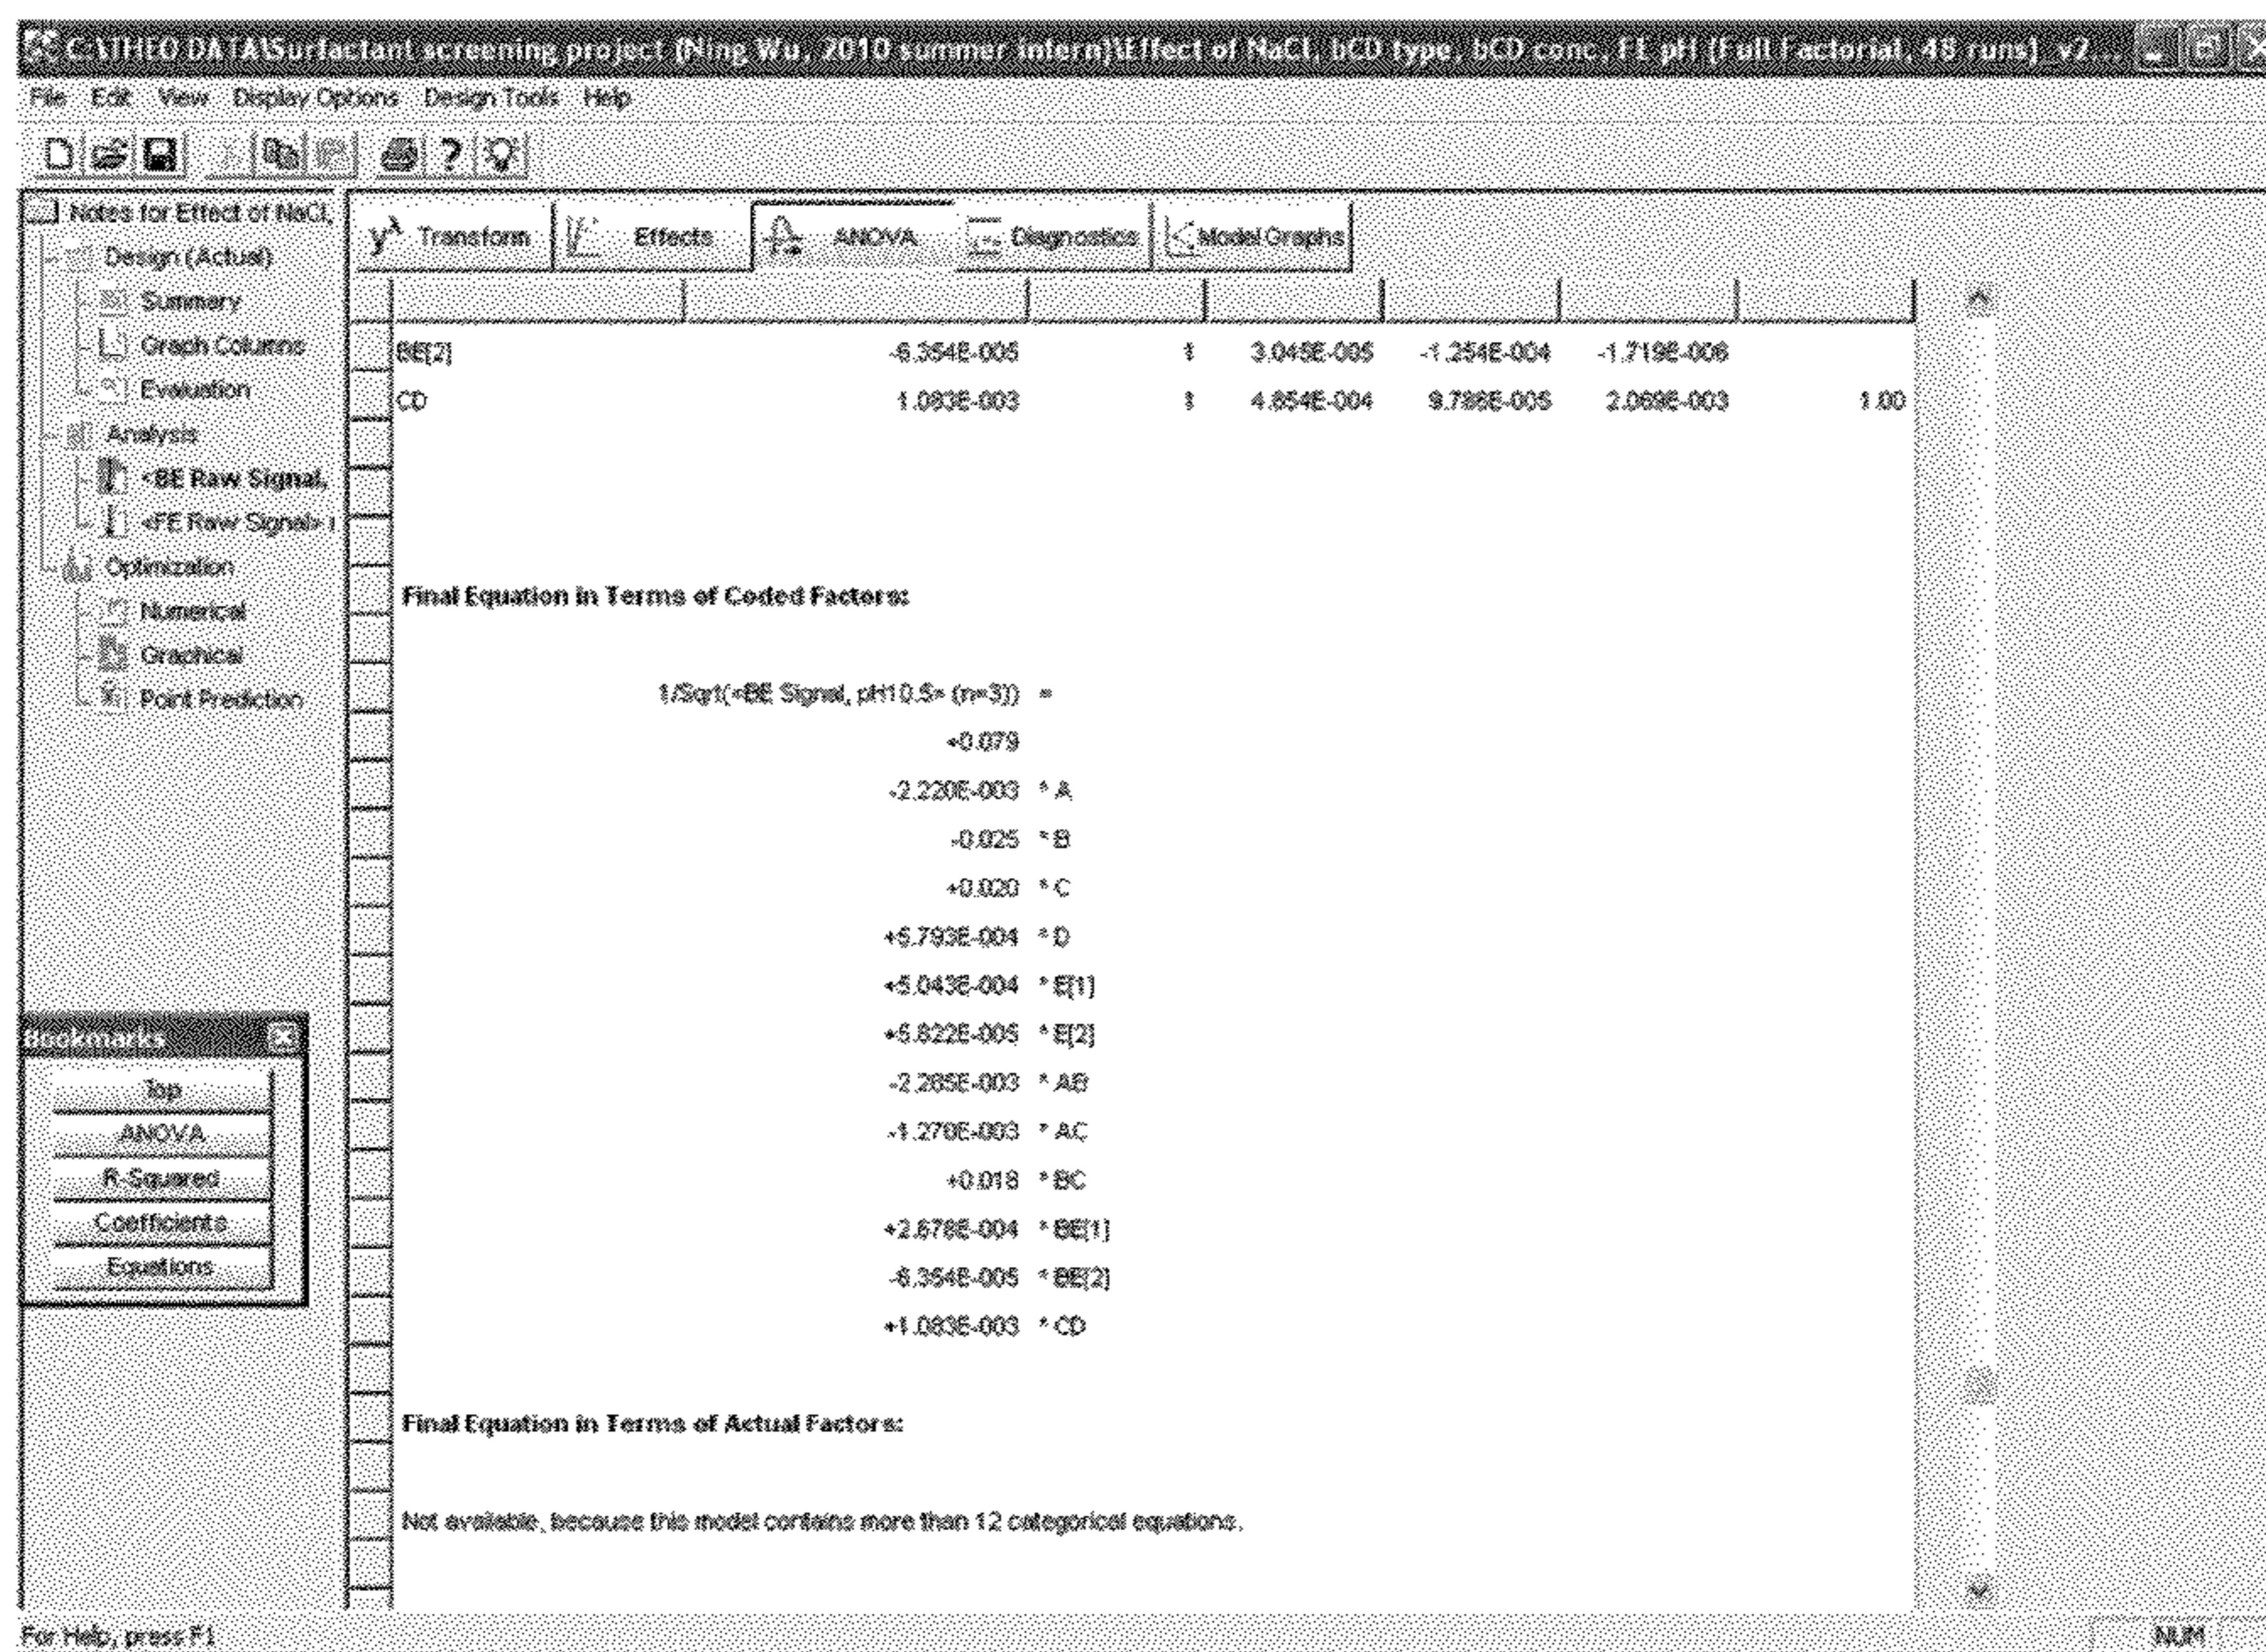 C:\THEO DATA\Surfactant screening project (Ning Wu, 2010 summer intern)\Effect of NaCl, bCD type, bCD conc, FL pH (Full Factorial, 48 runs)_v2...
File Edit View Display Options Design Tools Help
Notes for Effect of NaCl,
Design (Actual)
Summary
Graph Columns
Evaluation
Analysis
<BE Raw Signal,
<FE Raw Signal>
Optimization
Numerical
Graphical
Point Prediction
Bookmarks
Top
ANOVA
R-Squared
Coefficients
Equations
yλ Transform Effects ANOVA Diagnostics Model Graphs
BE[2] -6.354E-005 1 3.045E-005 -1.254E-004 -1.719E-006
CD 1.083E-003 1 4.854E-004 9.786E-005 2.069E-003 1.00
Final Equation in Terms of Coded Factors:
1/Sqrt(<BE Signal, pH10.5> (n=3)) =
+0.079
-2.220E-003 * A
-0.025 * B
+0.020 * C
+5.793E-004 * D
+5.043E-004 * E[1]
+5.822E-005 * E[2]
-2.285E-003 * AB
-1.270E-003 * AC
+0.018 * BC
+2.678E-004 * BE[1]
-6.354E-005 * BE[2]
+1.083E-003 * CD
Final Equation in Terms of Actual Factors:
Not available, because this model contains more than 12 categorical equations.
For Help, press F1
NUM